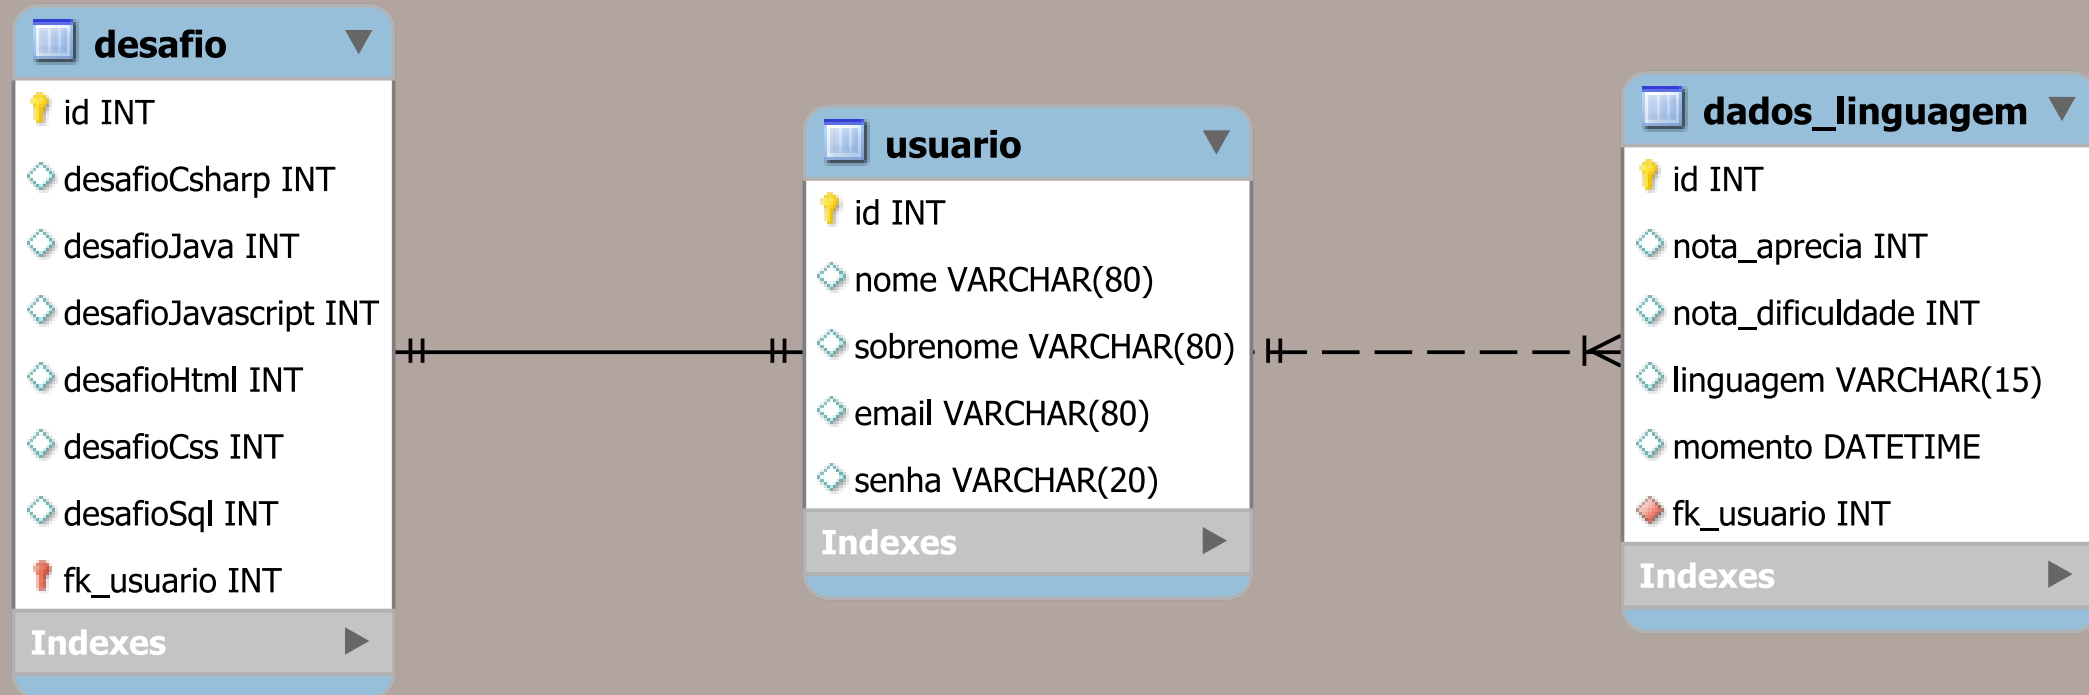 desafio
id INT
desafioCsharp INT
desafioJava INT
desafioJavascript INT
desafioHtml INT
desafioCss INT
desafioSql INT
fk_usuario INT
Indexes
usuario
id INT
nome VARCHAR(80)
sobrenome VARCHAR(80)
email VARCHAR(80)
senha VARCHAR(20)
Indexes
dados_linguagem
id INT
nota_aprecia INT
nota_dificuldade INT
linguagem VARCHAR(15)
momento DATETIME
fk_usuario INT
Indexes